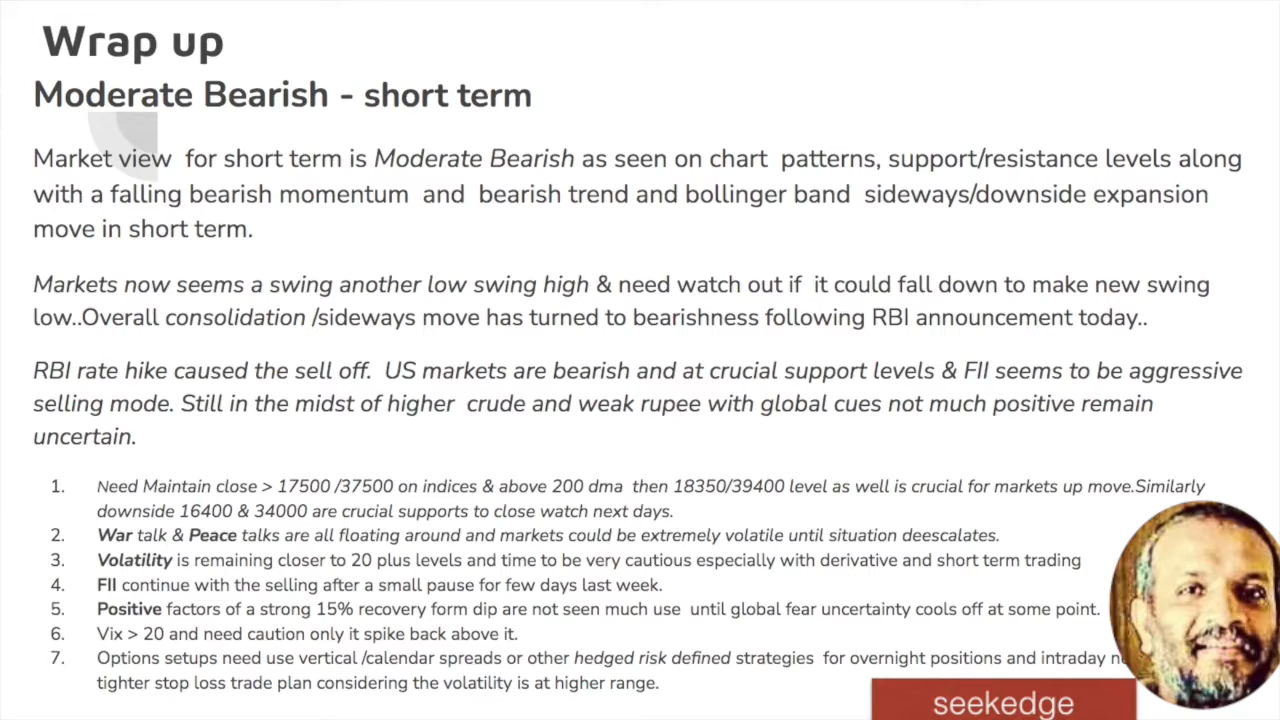 Wrap up
Moderate Bearish - short term
Market view for short term is Moderate Bearish as seen on chart patterns, support/resistance levels along
with a falling bearish momentum and bearish trend and bollinger band sideways/downside expansion
move in short term.
Markets now seems a swing another low swing high & need watch out if it could fall down to make new swing
low..Overall consolidation /sideways move has turned to bearishness following RBI announcement today..
RBI rate hike caused the sell off. US markets are bearish and at crucial support levels & FII seems to be aggressive
selling mode. Still in the midst of higher crude and weak rupee with global cues not much positive remain
uncertain.
1. Need Maintain close > 17500 /37500 on indices & above 200 dma then 18350/39400 level as well is crucial for markets up move.Similarly
downside 16400 & 34000 are crucial supports to close watch next days.
2. War talk & Peace talks are all floating around and markets could be extremely volatile until situation deescalates.
3. Volatility is remaining closer to 20 plus levels and time to be very cautious especially with derivative and short term trading
4. FII continue with the selling after a small pause for few days last week.
5. Positive factors of a strong 15% recovery form dip are not seen much use until global fear uncertainty cools off at some point.
6. Vix > 20 and need caution only it spike back above it.
7. Options setups need use vertical /calendar spreads or other hedged risk defined strategies for overnight positions and intraday
tighter stop loss trade plan considering the volatility is at higher range.
seekedge